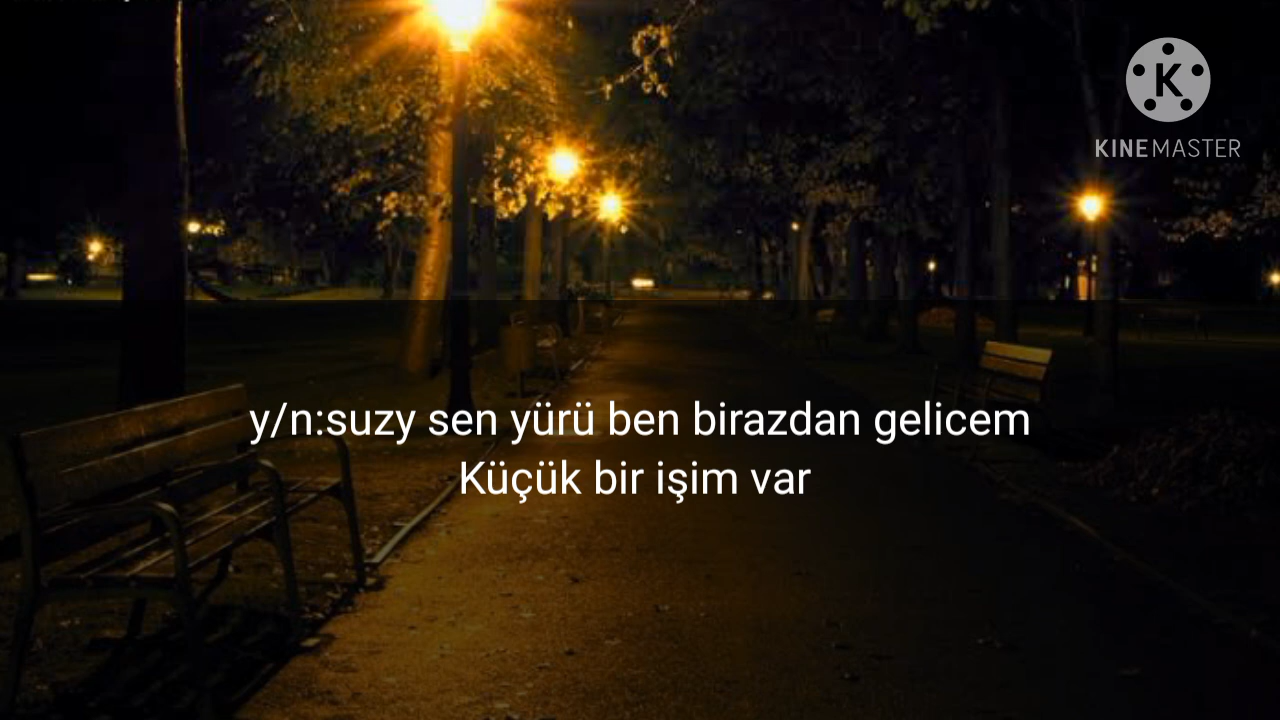 KINEMASTER
y/n:suzy sen yürü ben birazdan gelicem
Küçük bir işim var